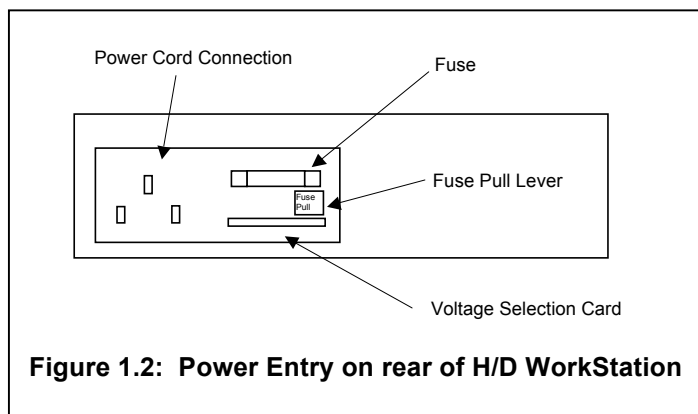 Power Cord Connection
Fuse
Fuse
Pull
Fuse Pull Lever
Voltage Selection Card
Figure 1.2:  Power Entry on rear of H/D WorkStation